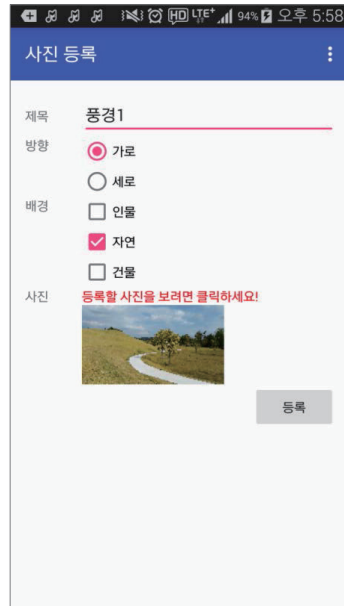 HD LTE+ 94% 오후 5:58
사진 등록
제목 풍경1
방향 가로
세로
배경 인물
자연
건물
사진 등록할 사진을 보려면 클릭하세요!
등록